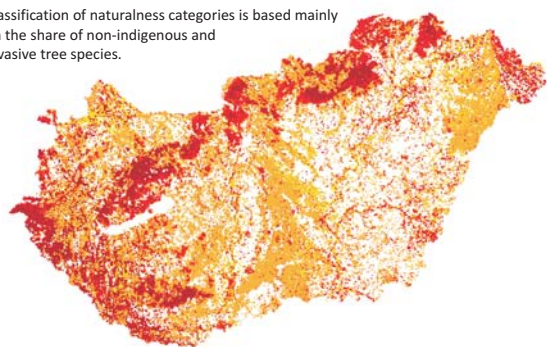 assification of naturalness categories is based mainly
the share of non-indigenous and
vasive tree species.